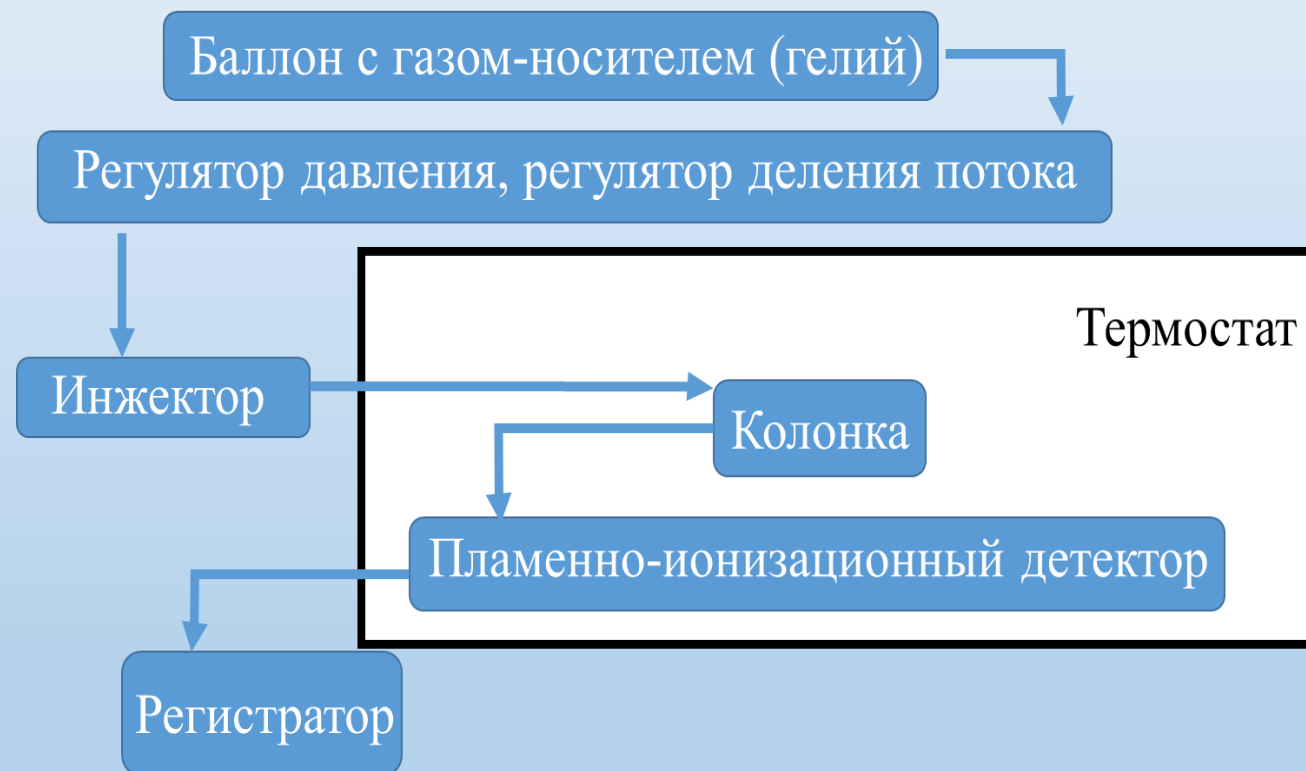 Баллон с газом-носителем (гелий)
Регулятор давления, регулятор деления потока
Термостат
Инжектор
Колонка
Пламенно-ионизационный детектор
Регистратор